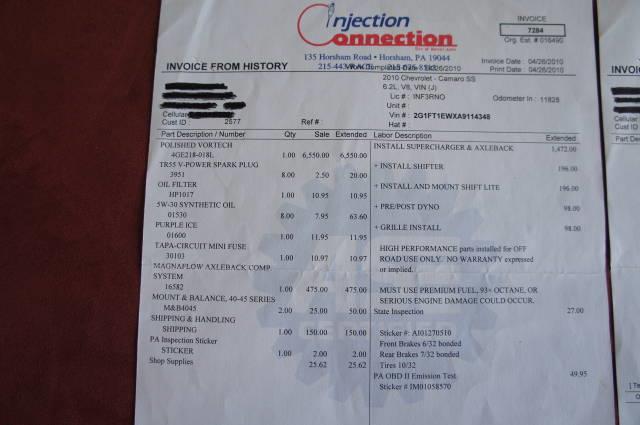 Injection
Connection
135 Horsham Road • Horsham, PA 19044
INVOICE
7284
Org. Est. # 016490
INVOICE FROM HISTORY
Invoice Date : 04/26/2010
Print Date : 04/26/2010
2010 Chevrolet - Camaro SS
6.2L, V8, VIN (J)
Lic # : INF3RNO
Odometer In : 11828
Unit # :
Cellular
Vin # : 2G1FT1EWXA9114348
Cust ID : 2577
Ref # :
Hat # :
Part Description / Number Qty Sale Extended Labor Description Extended
POLISHED VORTECH
4GE218-018L 1.00 6,550.00 6,550.00
TR55 V-POWER SPARK PLUG
3951 8.00 2.50 20.00
OIL FILTER
HP1017 1.00 10.95 10.95
5W-30 SYNTHETIC OIL
01530 8.00 7.95 63.60
PURPLE ICE
01600 1.00 11.95 11.95
TAPA-CIRCUIT MINI FUSE
30103 1.00 10.97 10.97
MAGNAFLOW AXLEBACK COMP
SYSTEM
16582 1.00 475.00 475.00
MOUNT & BALANCE, 40-45 SERIES
M&B4045 2.00 25.00 50.00
SHIPPING & HANDLING
SHIPPING 1.00 150.00 150.00
PA Inspection Sticker
STICKER 1.00 2.00 2.00
Shop Supplies 25.62 25.62
INSTALL SUPERCHARGER & AXLEBACK 1,472.00
+ INSTALL SHIFTER 196.00
+ INSTALL AND MOUNT SHIFT LITE 196.00
+ PRE/POST DYNO 98.00
+ GRILLE INSTALL 98.00
HIGH PERFORMANCE parts installed for OFF
ROAD USE ONLY. NO WARRANTY expressed
or implied.
MUST USE PREMIUM FUEL, 93+ OCTANE, OR
SERIOUS ENGINE DAMAGE COULD OCCUR.
State Inspection 27.00
Sticker #: AI01270510
Front Brakes 6/32 bonded
Rear Brakes 7/32 bonded
Tires 10/32
PA OBD II Emission Test 49.95
Sticker # IM01058570
INVOI